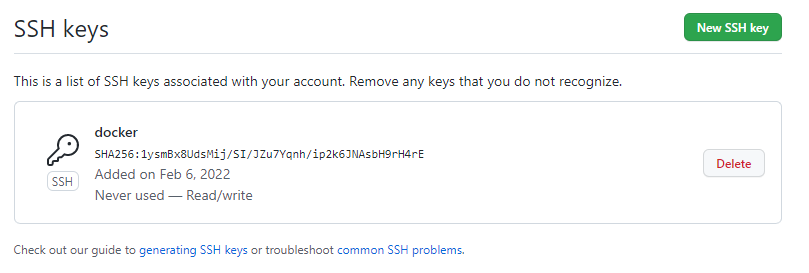 SSH keys
New SSH key
This is a list of SSH keys associated with your account. Remove any keys that you do not recognize.
docker
SHA256:1ysmBx8UdsMij/SI/JZu7Yqnh/ip2k6JNAsbH9rH4rE
Added on Feb 6, 2022
Never used — Read/write
SSH
Delete
Check out our guide to generating SSH keys or troubleshoot common SSH problems.